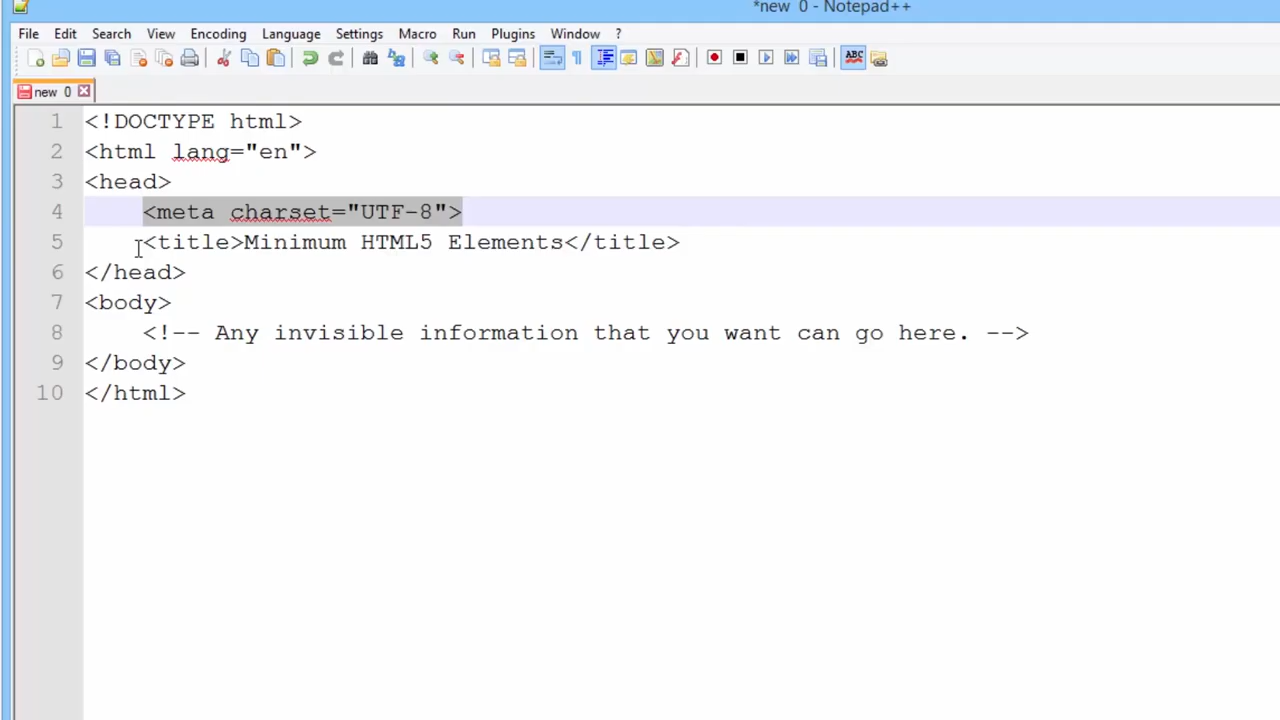 *new  0 - Notepad++
File Edit Search View Encoding Language Settings Macro Run Plugins Window ?
ABC
new  0
1 <!DOCTYPE html>
2 <html lang="en">
3 <head>
4     <meta charset="UTF-8">
5     <title>Minimum HTML5 Elements</title>
6 </head>
7 <body>
8     <!-- Any invisible information that you want can go here. -->
9 </body>
10 </html>